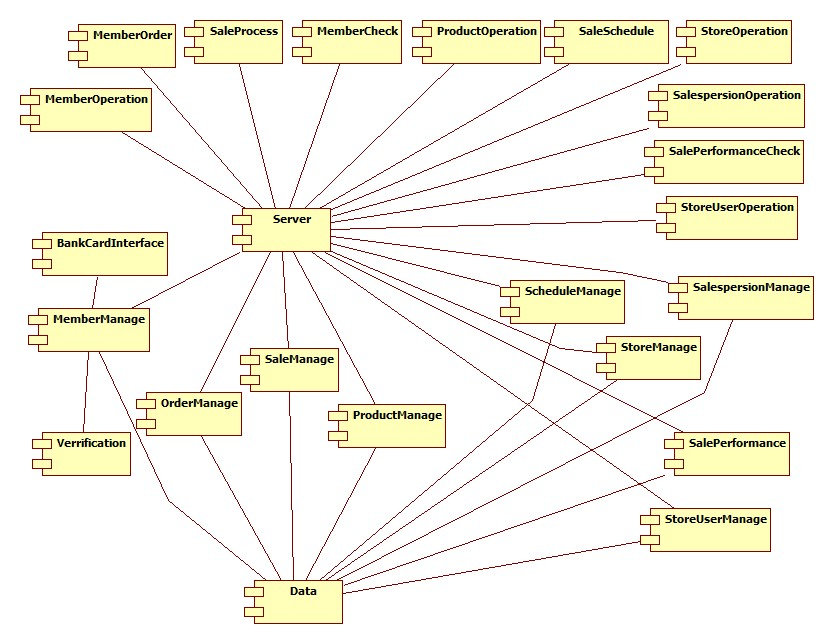 MemberOrder
SaleProcess
MemberCheck
ProductOperation
SaleSchedule
StoreOperation
MemberOperation
SalespersionOperation
SalePerformanceCheck
StoreUserOperation
Server
BankCardInterface
ScheduleManage
SalespersionManage
MemberManage
StoreManage
SaleManage
OrderManage
ProductManage
Verrification
SalePerformance
StoreUserManage
Data